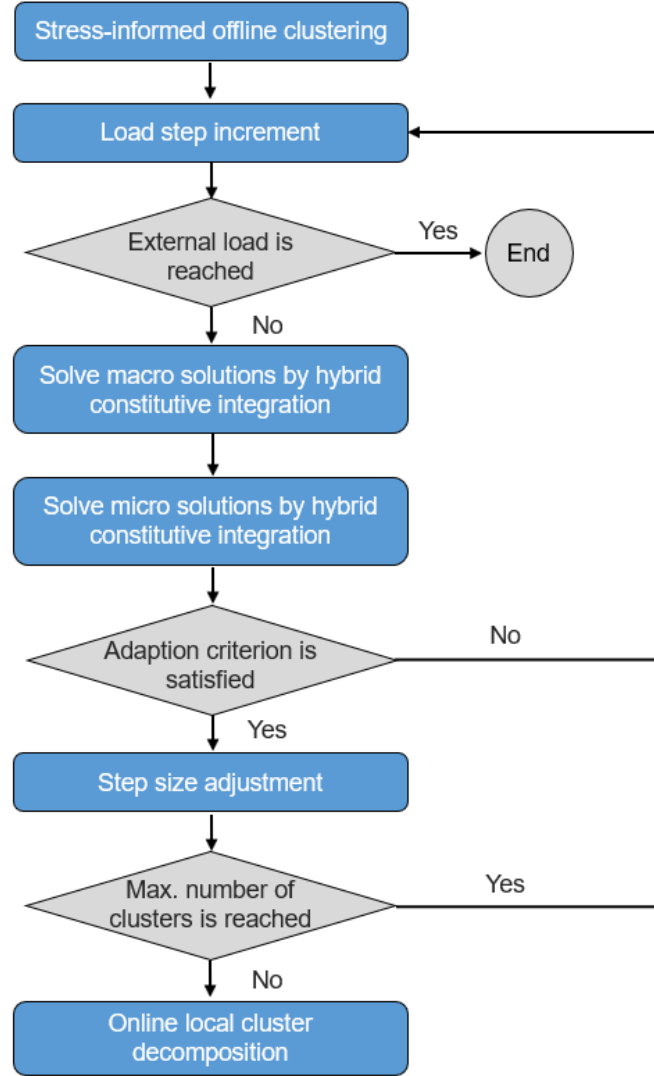 Stress-informed offline clustering
Load step increment
External load is
reached
Yes
End
No
Solve macro solutions by hybrid
constitutive integration
Solve micro solutions by hybrid
constitutive integration
Adaption criterion is
satisfied
No
Yes
Step size adjustment
Max. number of
clusters is reached
Yes
No
Online local cluster
decomposition